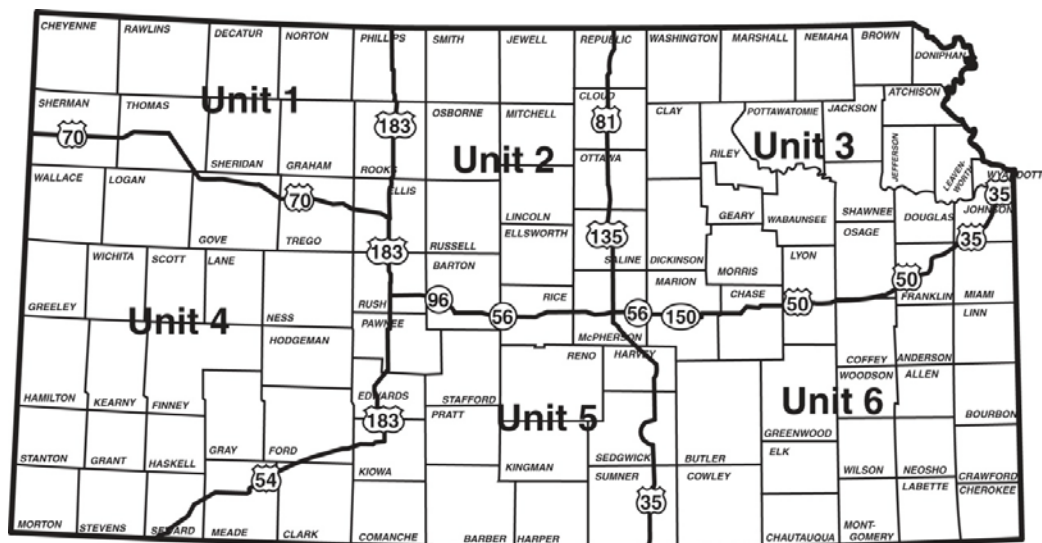 CHEYENNE
RAWLINS
DECATUR
NORTON
PHILLIPS
SMITH
JEWELL
REPUBLIC
WASHINGTON
MARSHALL
NEMAHA
BROWN
DONIPHAN
SHERMAN
THOMAS
Unit 1
183
OSBORNE
MITCHELL
CLOUD
81
CLAY
POTTAWATOMIE
JACKSON
ATCHISON
70
SHERIDAN
GRAHAM
ROOKS
Unit 2
OTTAWA
RILEY
Unit 3
JEFFERSON
LEAVEN-
WORTH
WYANDOTT
WALLACE
LOGAN
GOVE
70
TREGO
ELLIS
183
RUSSELL
LINCOLN
ELLSWORTH
135
SALINE
DICKINSON
GEARY
WABAUNSEE
SHAWNEE
DOUGLAS
JOHNSON
35
35
OSAGE
GREELEY
WICHITA
SCOTT
LANE
NESS
RUSH
BARTON
96
RICE
56
McPHERSON
56
MARION
150
MORRIS
CHASE
LYON
50
50
FRANKLIN
MIAMI
Unit 4
HODGEMAN
PAWNEE
LINN
HAMILTON
KEARNY
FINNEY
EDWARDS
STAFFORD
RENO
HARVEY
COFFEY
ANDERSON
WOODSON
ALLEN
BOURBON
183
PRATT
Unit 5
Unit 6
GREENWOOD
STANTON
GRANT
HASKELL
GRAY
FORD
54
KIOWA
KINGMAN
SEDGWICK
SUMNER
BUTLER
COWLEY
ELK
WILSON
NEOSHO
LABETTE
CRAWFORD
CHEROKEE
35
MORTON
STEVENS
SEWARD
MEADE
CLARK
COMANCHE
BARBER
HARPER
CHAUTAUQUA
MONT-
GOMERY